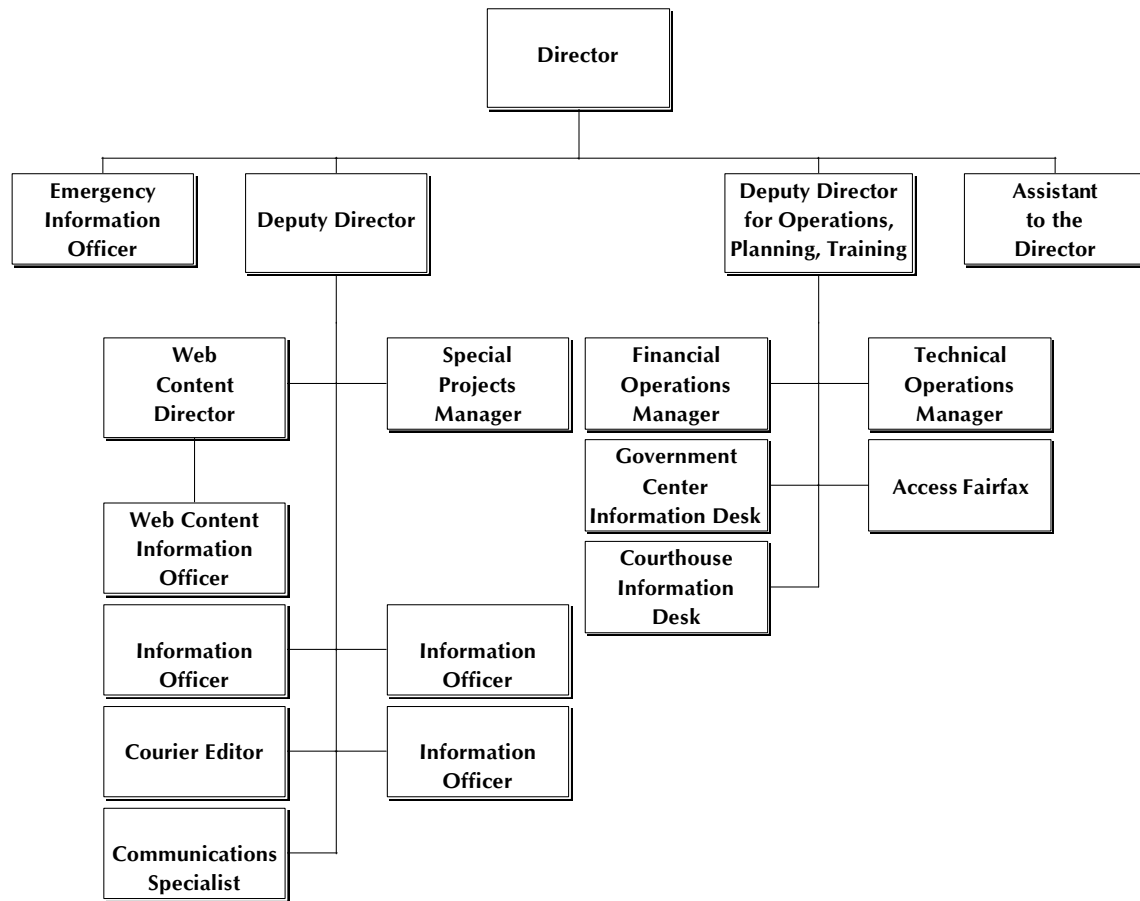 Director
Emergency
Information
Officer
Deputy Director
Deputy Director
for Operations,
Planning, Training
Assistant
to the
Director
Web
Content
Director
Special
Projects
Manager
Financial
Operations
Manager
Technical
Operations
Manager
Government
Center
Information Desk
Access Fairfax
Web Content
Information
Officer
Courthouse
Information
Desk
Information
Officer
Information
Officer
Courier Editor
Information
Officer
Communications
Specialist